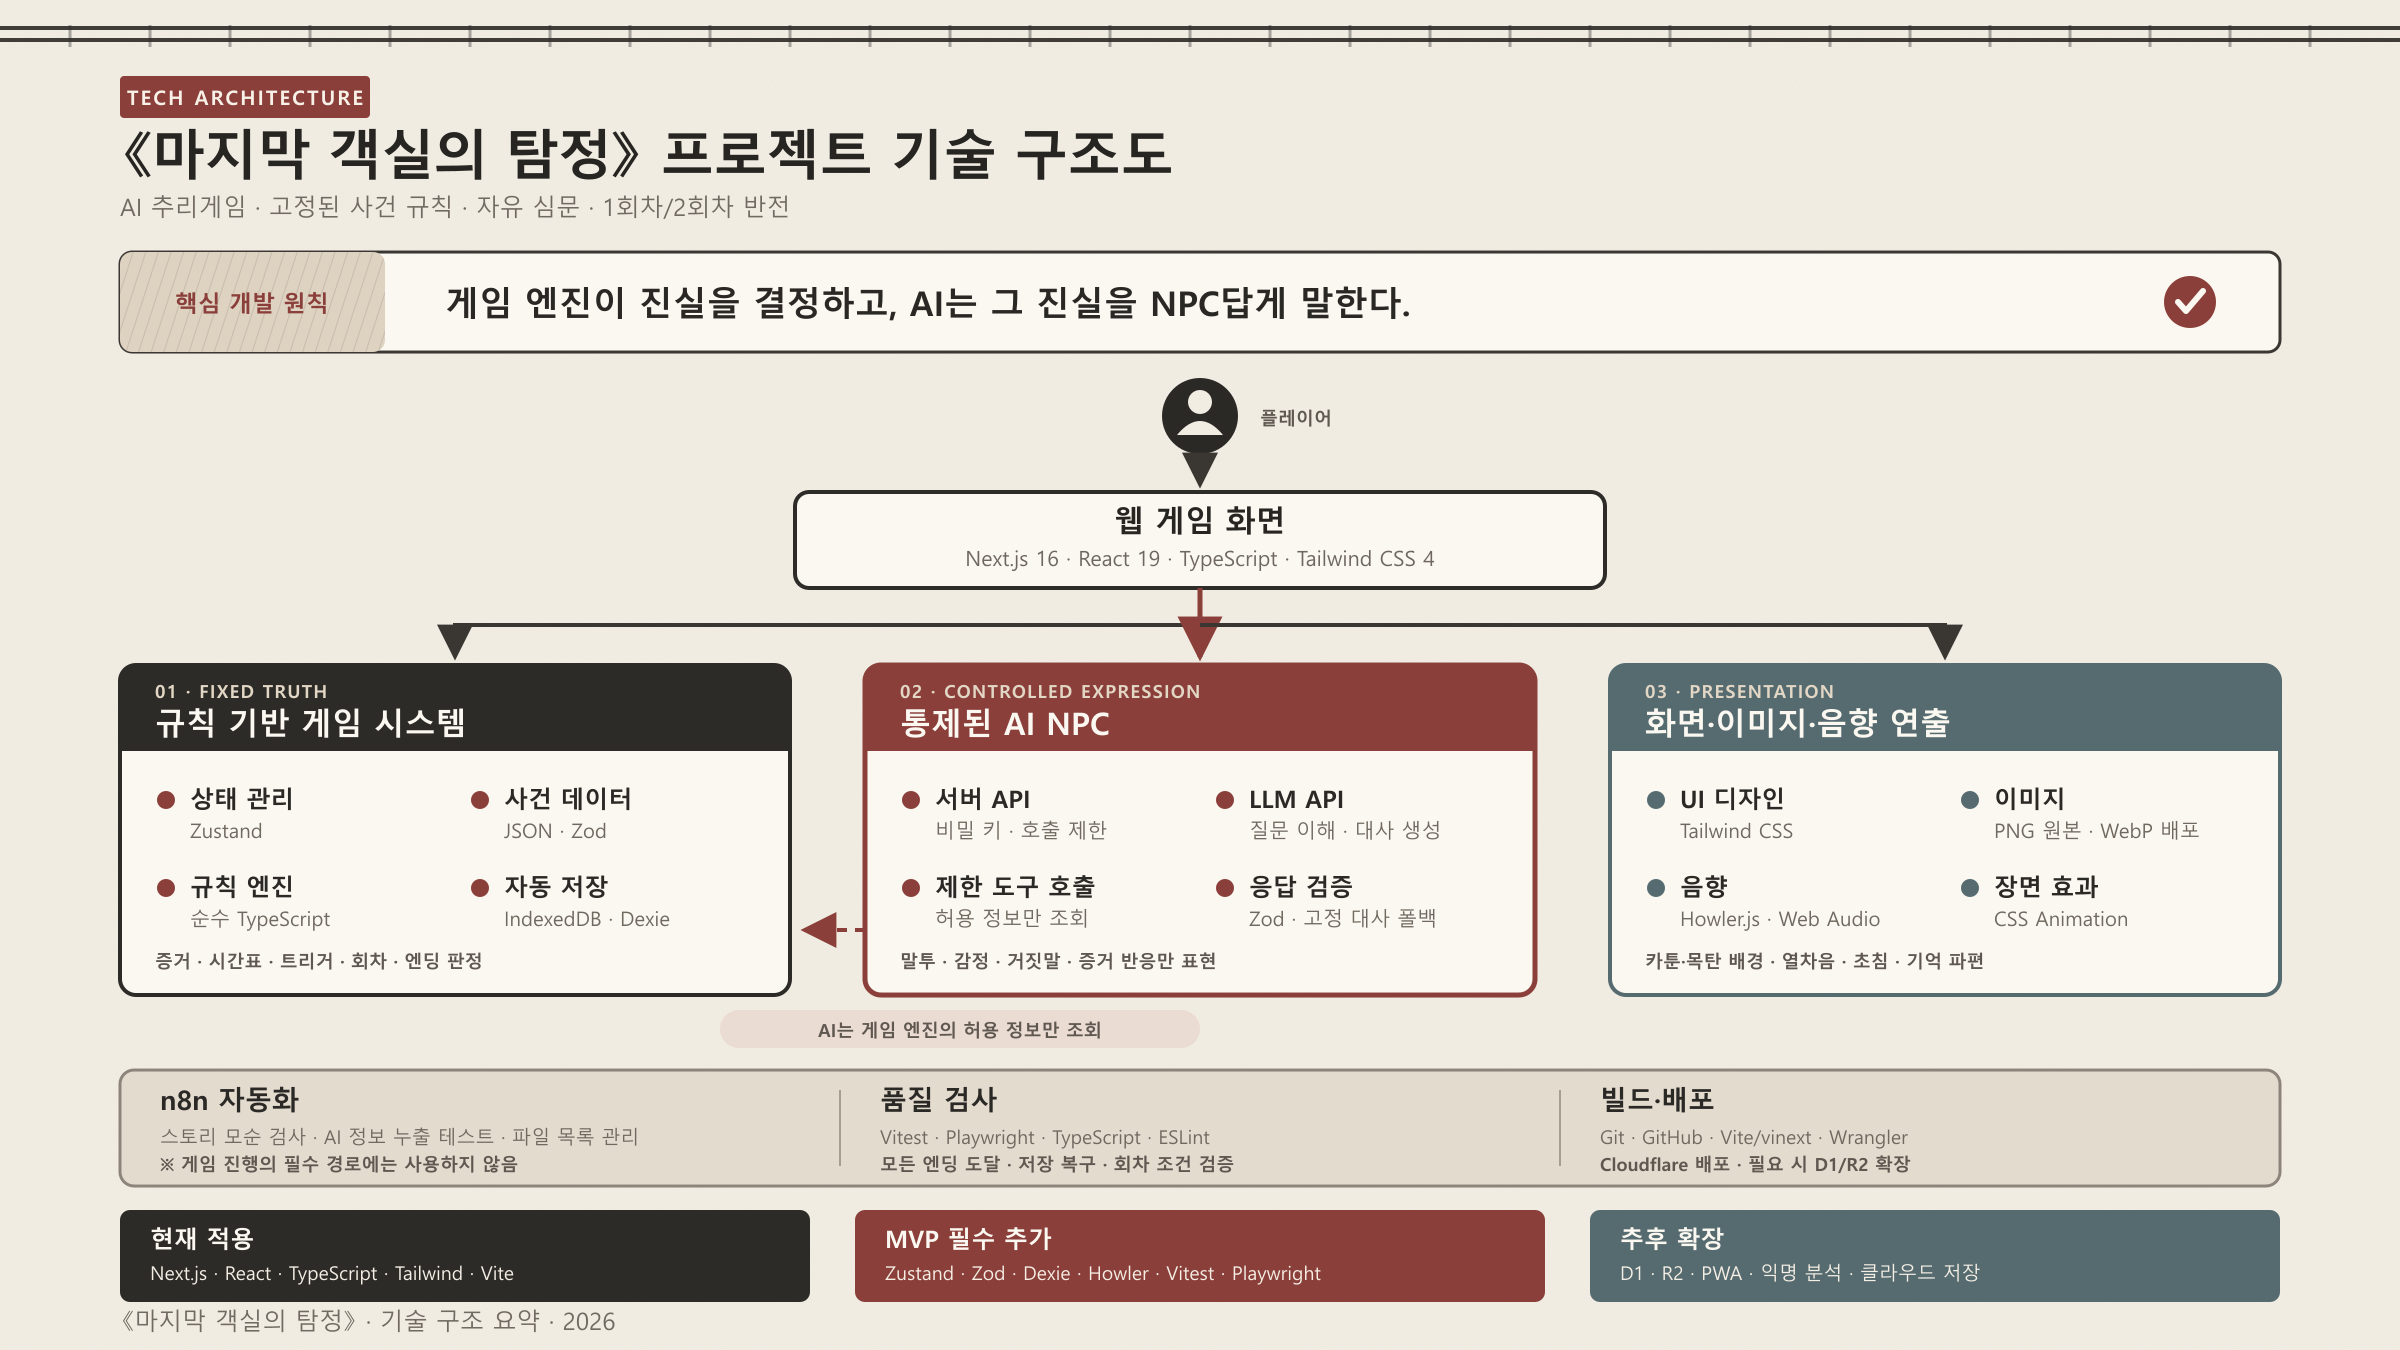 TECH ARCHITECTURE
《마지막 객실의 탐정》 프로젝트 기술 구조도
AI 추리게임 · 고정된 사건 규칙 · 자유 심문 · 1회차/2회차 반전
핵심 개발 원칙
게임 엔진이 진실을 결정하고, AI는 그 진실을 NPC답게 말한다.
플레이어
웹 게임 화면
Next.js 16 · React 19 · TypeScript · Tailwind CSS 4
01 · FIXED TRUTH
규칙 기반 게임 시스템
상태 관리
Zustand
사건 데이터
JSON · Zod
규칙 엔진
순수 TypeScript
자동 저장
IndexedDB · Dexie
증거 · 시간표 · 트리거 · 회차 · 엔딩 판정
02 · CONTROLLED EXPRESSION
통제된 AI NPC
서버 API
비밀 키 · 호출 제한
LLM API
질문 이해 · 대사 생성
제한 도구 호출
허용 정보만 조회
응답 검증
Zod · 고정 대사 폴백
말투 · 감정 · 거짓말 · 증거 반응만 표현
03 · PRESENTATION
화면·이미지·음향 연출
UI 디자인
Tailwind CSS
이미지
PNG 원본 · WebP 배포
음향
Howler.js · Web Audio
장면 효과
CSS Animation
카툰·목탄 배경 · 열차음 · 초침 · 기억 파편
AI는 게임 엔진의 허용 정보만 조회
n8n 자동화
스토리 모순 검사 · AI 정보 누출 테스트 · 파일 목록 관리
※ 게임 진행의 필수 경로에는 사용하지 않음
품질 검사
Vitest · Playwright · TypeScript · ESLint
모든 엔딩 도달 · 저장 복구 · 회차 조건 검증
빌드·배포
Git · GitHub · Vite/vinext · Wrangler
Cloudflare 배포 · 필요 시 D1/R2 확장
현재 적용
Next.js · React · TypeScript · Tailwind · Vite
MVP 필수 추가
Zustand · Zod · Dexie · Howler · Vitest · Playwright
추후 확장
D1 · R2 · PWA · 익명 분석 · 클라우드 저장
《마지막 객실의 탐정》 · 기술 구조 요약 · 2026